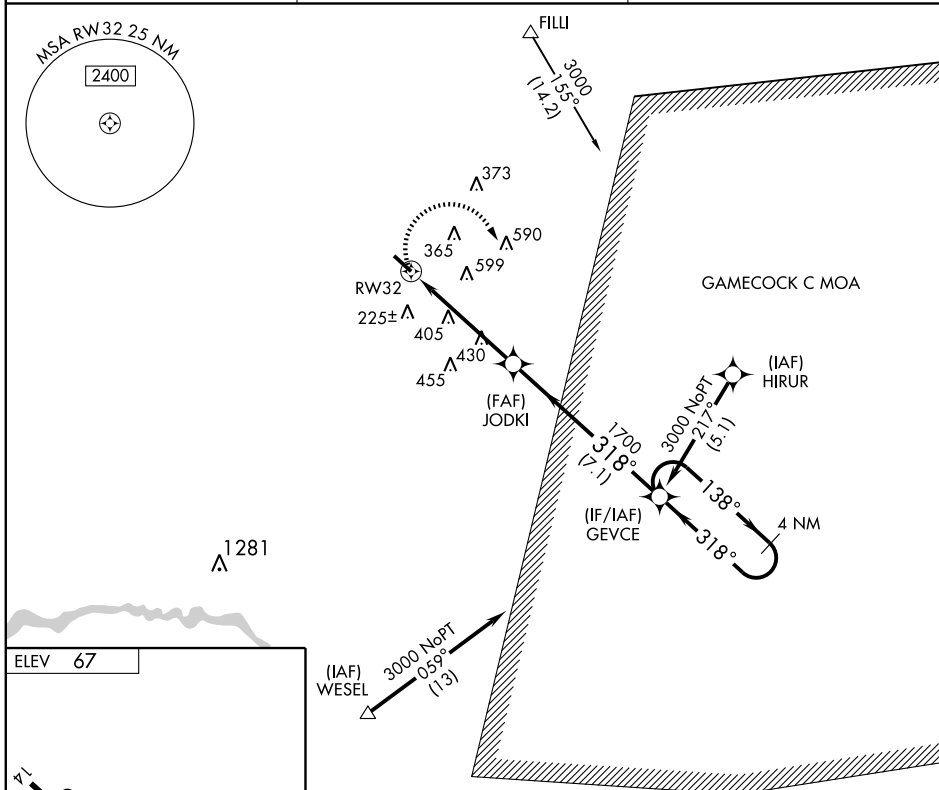 MSA RW32 25 NM
2400
FILLI
3000
155°
(14.2)
373
365
590
599
RW32
225±
405
430
455
GAMECOCK C MOA
(FAF)
JODKI
(IAF)
HIRUR
3000 NoPT
217°
(5.1)
1700
318°
(7.1)
(IF/IAF)
GEVCE
138°
318°
4 NM
1281
ELEV 67
(IAF)
WESEL
3000 NoPT
059°
(13)
14